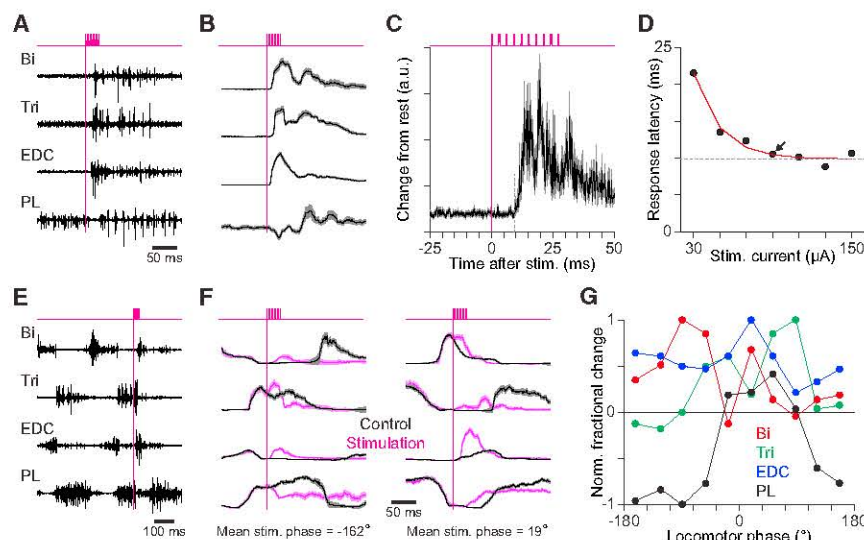 A
B
C
D
Bi
Tri
EDC
PL
50 ms
Change from rest (a.u.)
-25
0
25
50
Time after stim. (ms)
Response latency (ms)
25
5
30
150
Stim. current (µA)
E
F
G
Bi
Tri
EDC
PL
100 ms
Control
Stimulation
50 ms
Mean stim. phase = -162°
Mean stim. phase = 19°
Norm. fractional change
1
0
-1
Bi
Tri
EDC
PL
-180
0
180
Locomotor phase (°)